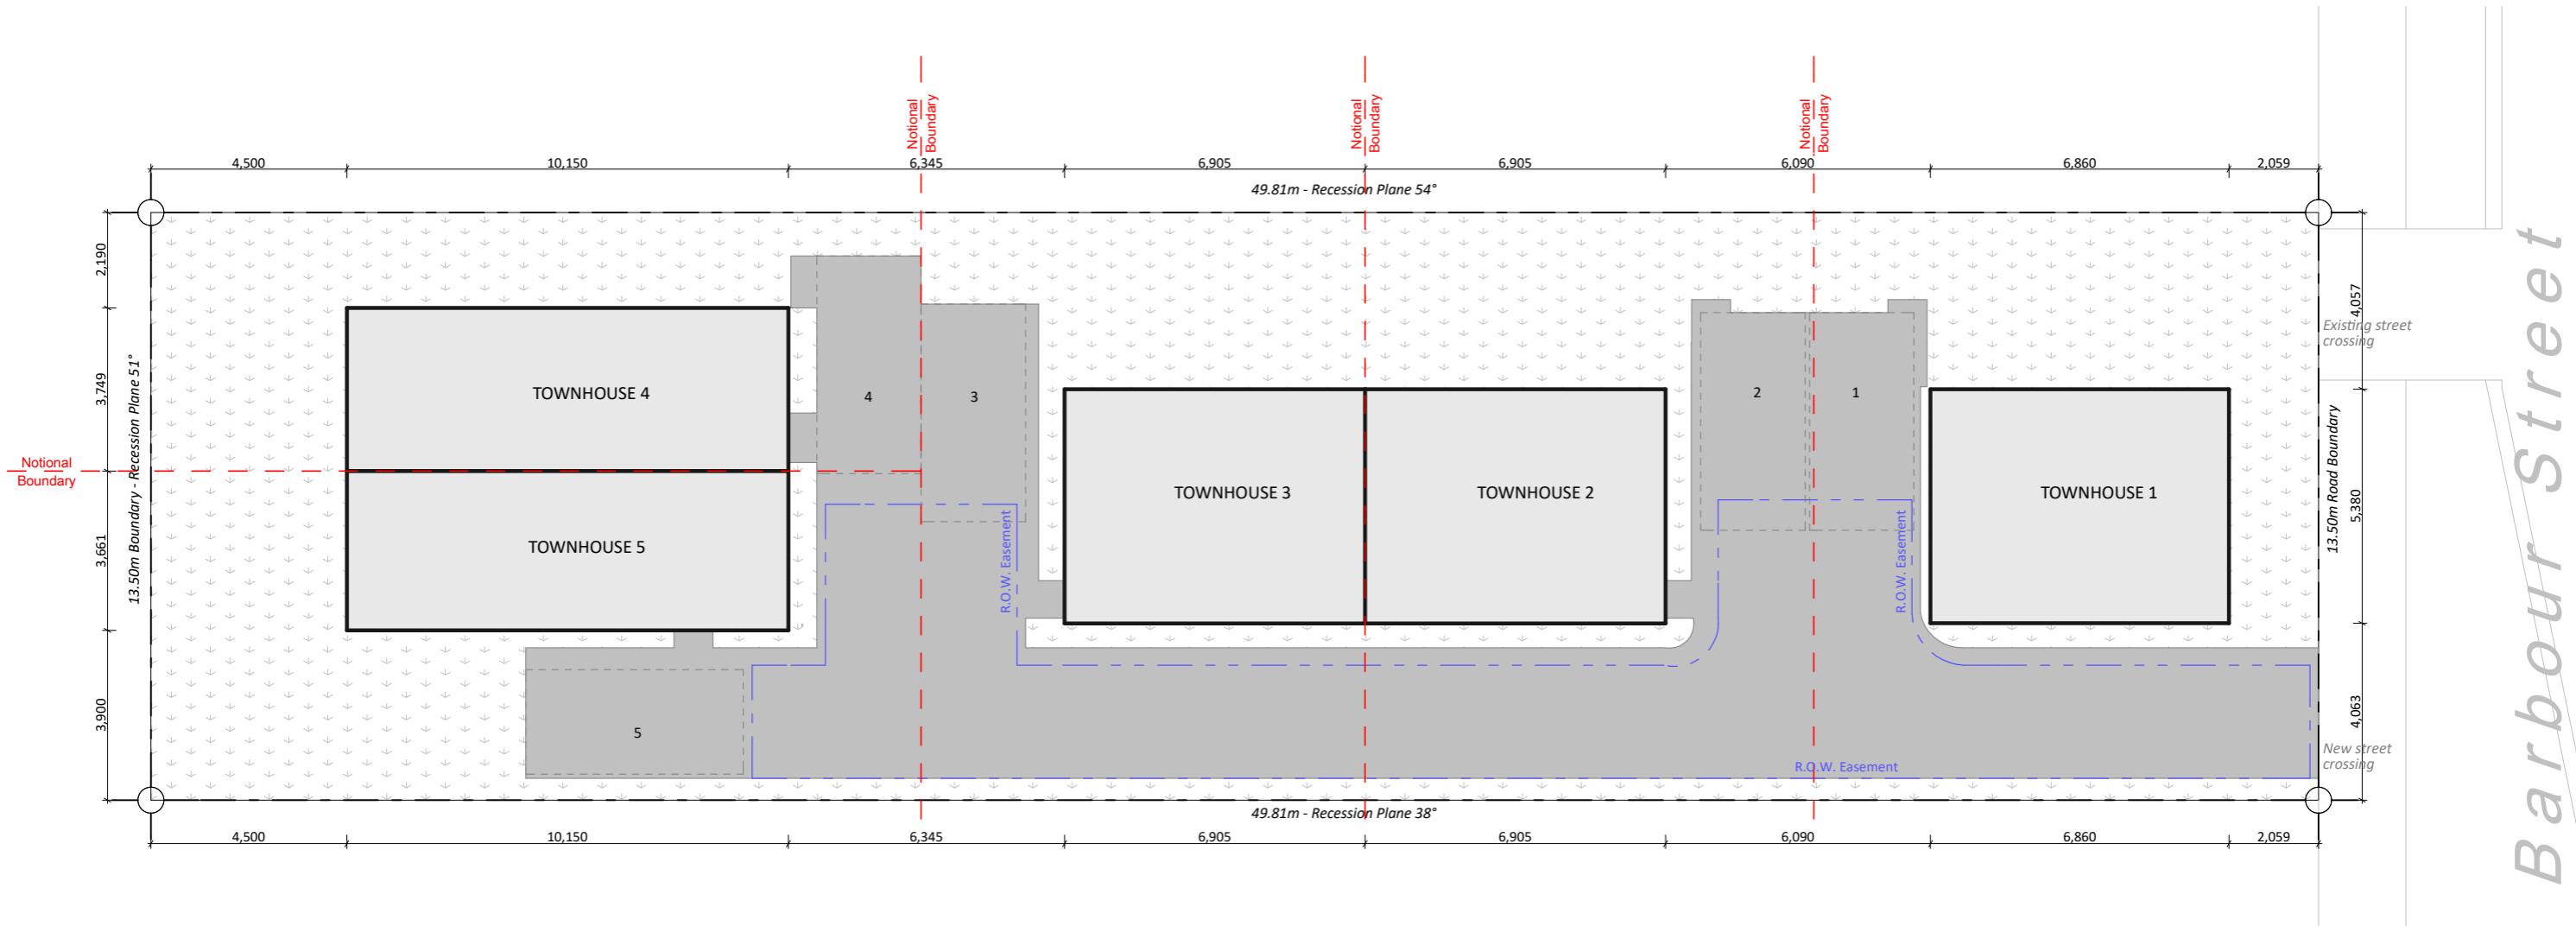 Notional
Boundary
Notional
Boundary
Notional
Boundary
4,500
10,150
6,345
6,905
6,905
6,090
6,860
2,059
49.81m - Recession Plane 54°
2,190
3,749
3,661
3,900
13.50m Boundary - Recession Plane 51°
Notional
Boundary
TOWNHOUSE 4
TOWNHOUSE 5
4
3
5
TOWNHOUSE 3
TOWNHOUSE 2
2
1
TOWNHOUSE 1
R.O.W. Easement
R.O.W. Easement
R.O.W. Easement
4,057
5,380
4,063
Existing street
crossing
13.50m Road Boundary
New street
crossing
Barbour Street
49.81m - Recession Plane 38°
4,500
10,150
6,345
6,905
6,905
6,090
6,860
2,059